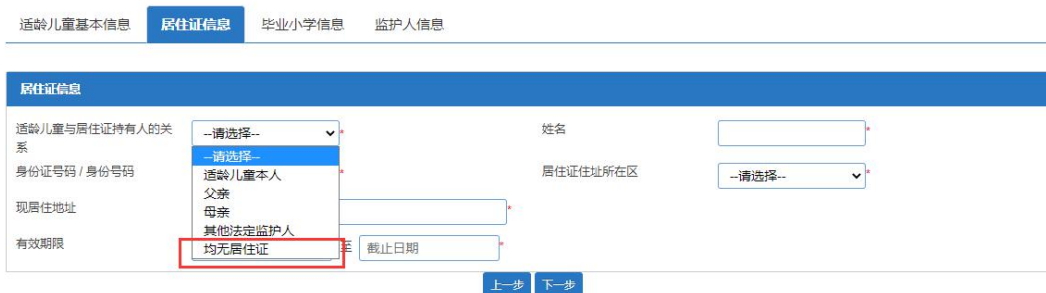 适龄儿童基本信息 居住证信息 毕业小学信息 监护人信息
居住证信息
适龄儿童与居住证持有人的关系 --请选择-- * 姓名 *
--请选择--
适龄儿童本人
父亲
母亲
其他法定监护人
均无居住证
身份证号码 / 身份号码 * 居住证住址所在区 --请选择-- *
现居住地址 *
有效期限 至 截止日期 *
上一步 下一步